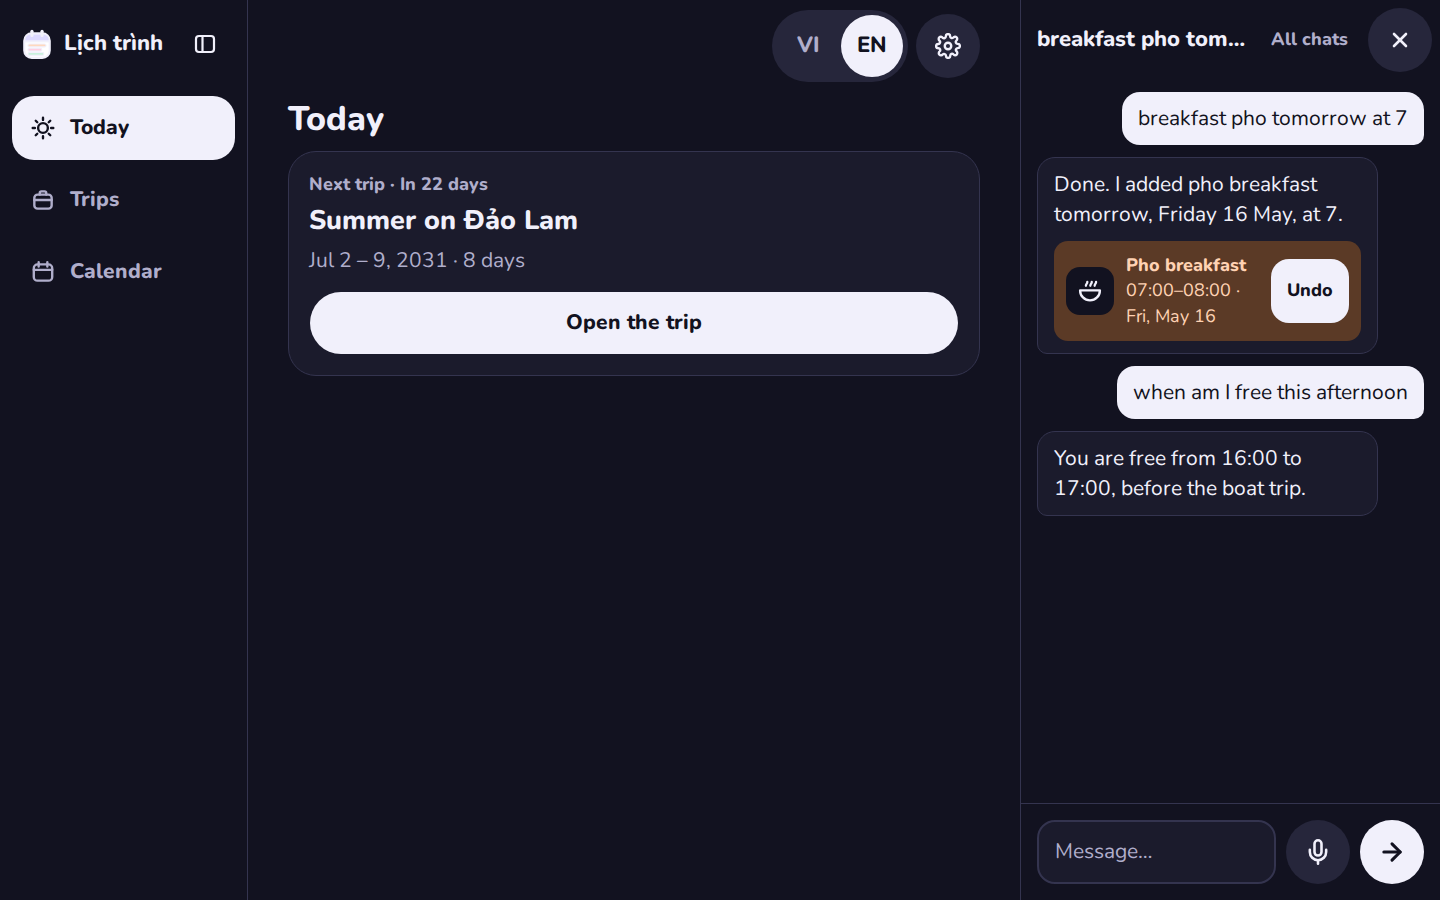 Lịch trình
Today
Trips
Calendar
VI
EN
Today
Next trip · In 22 days
Summer on Đảo Lam
Jul 2 – 9, 2031 · 8 days
Open the trip
breakfast pho tom...
All chats
breakfast pho tomorrow at 7
Done. I added pho breakfast
tomorrow, Friday 16 May, at 7.
Pho breakfast
07:00–08:00 ·
Fri, May 16
Undo
when am I free this afternoon
You are free from 16:00 to
17:00, before the boat trip.
Message...